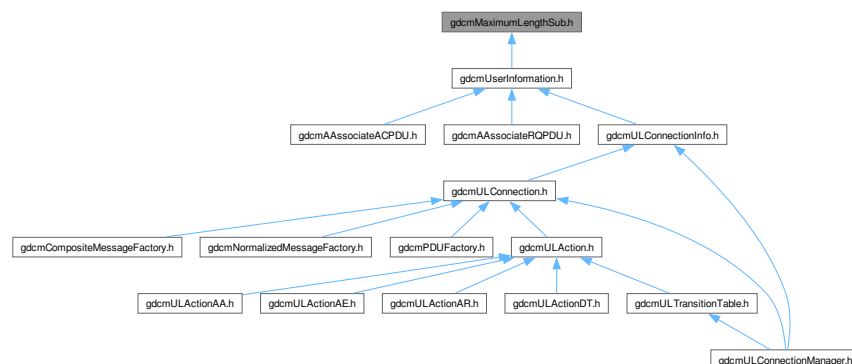 gdcmMaximumLengthSub.h
gdcmUserInformation.h
gdcmAAssociateACPDU.h
gdcmAAssociateRQPDU.h
gdcmULConnectionInfo.h
gdcmULConnection.h
gdcmCompositeMessageFactory.h
gdcmNormalizedMessageFactory.h
gdcmPDUFactory.h
gdcmULAction.h
gdcmULActionAA.h
gdcmULActionAE.h
gdcmULActionAR.h
gdcmULActionDT.h
gdcmULTransitionTable.h
gdcmULConnectionManager.h